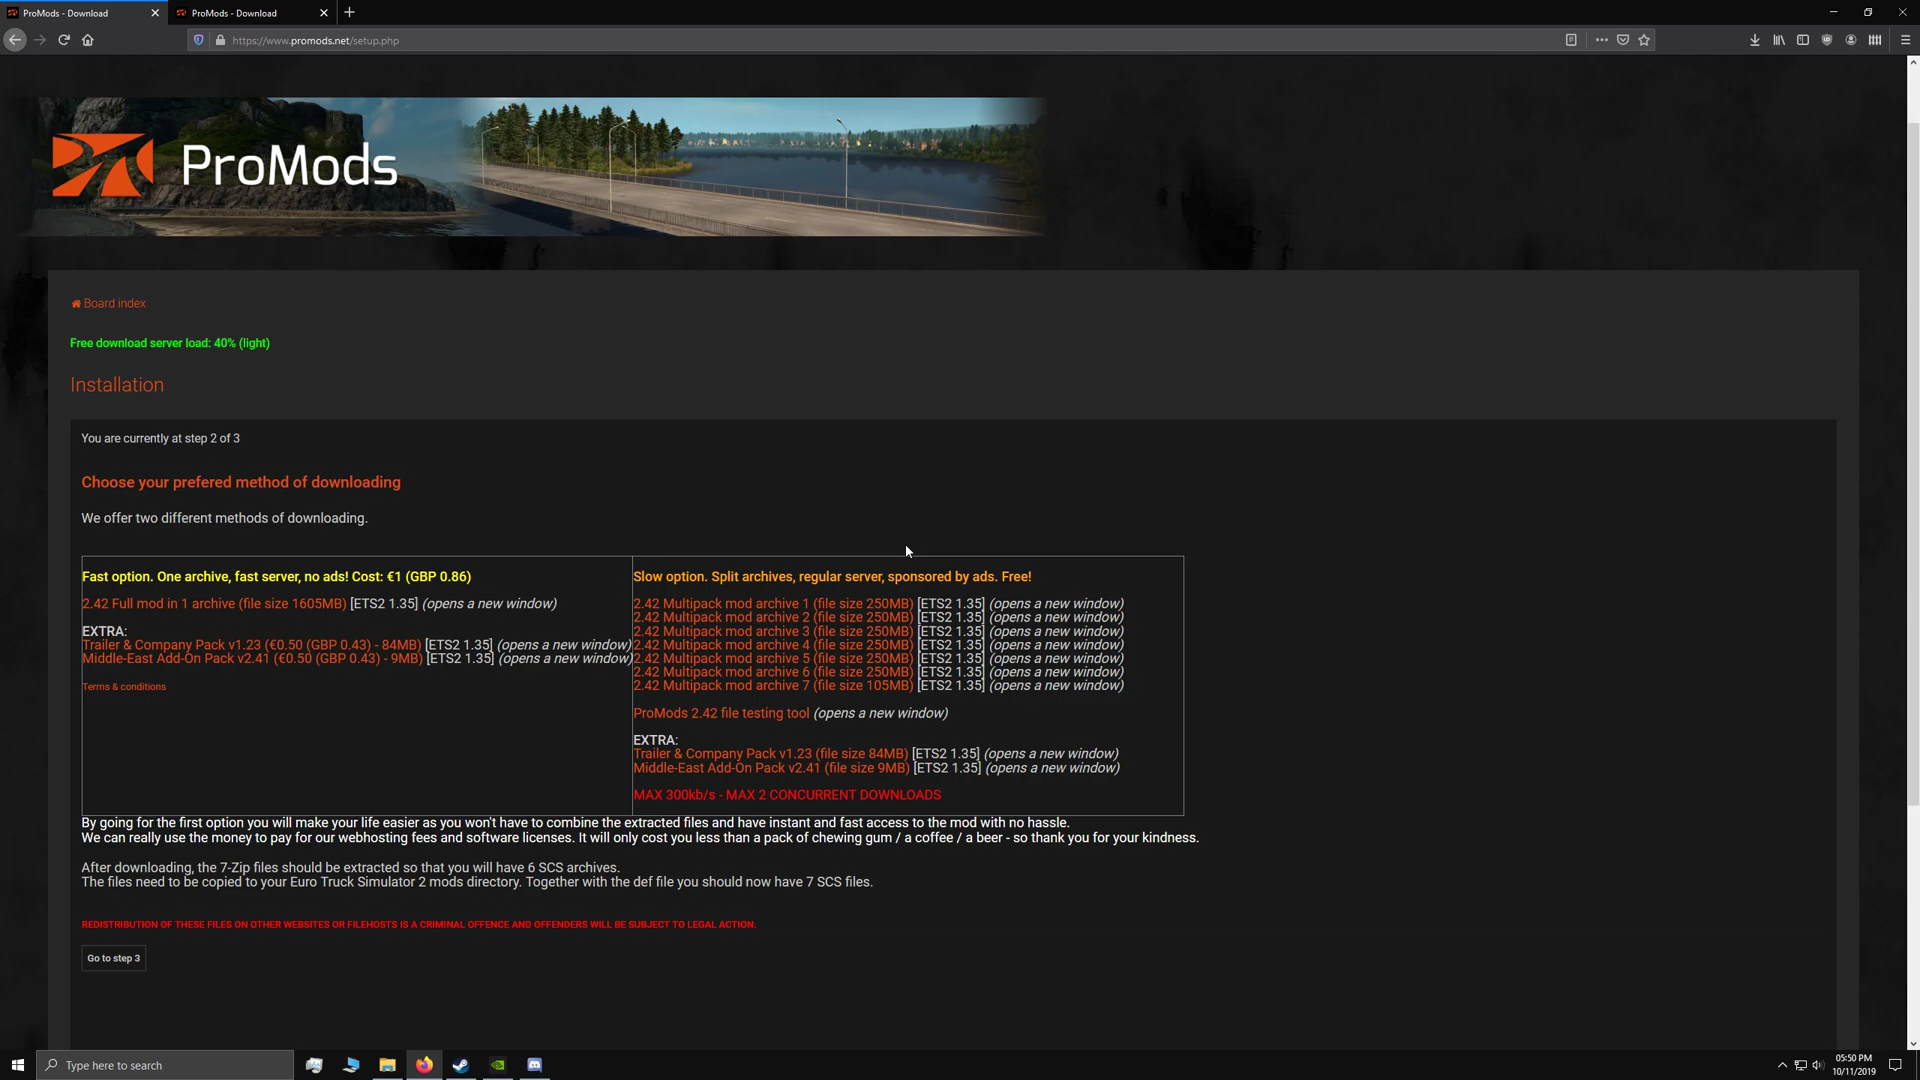 ProMods - Download
ProMods - Download
https://www.promods.net/setup.php
ProMods
Board index
Free download server load: 40% (light)
Installation
You are currently at step 2 of 3
Choose your prefered method of downloading
We offer two different methods of downloading.
Fast option. One archive, fast server, no ads! Cost: €1 (GBP 0.86)
2.42 Full mod in 1 archive (file size 1605MB) [ETS2 1.35] (opens a new window)
EXTRA:
Trailer & Company Pack v1.23 (€0.50 (GBP 0.43) - 84MB) [ETS2 1.35] (opens a new window)
Middle-East Add-On Pack v2.41 (€0.50 (GBP 0.43) - 9MB) [ETS2 1.35] (opens a new window)
Terms & conditions
Slow option. Split archives, regular server, sponsored by ads. Free!
2.42 Multipack mod archive 1 (file size 250MB) [ETS2 1.35] (opens a new window)
2.42 Multipack mod archive 2 (file size 250MB) [ETS2 1.35] (opens a new window)
2.42 Multipack mod archive 3 (file size 250MB) [ETS2 1.35] (opens a new window)
2.42 Multipack mod archive 4 (file size 250MB) [ETS2 1.35] (opens a new window)
2.42 Multipack mod archive 5 (file size 250MB) [ETS2 1.35] (opens a new window)
2.42 Multipack mod archive 6 (file size 250MB) [ETS2 1.35] (opens a new window)
2.42 Multipack mod archive 7 (file size 105MB) [ETS2 1.35] (opens a new window)
ProMods 2.42 file testing tool (opens a new window)
EXTRA:
Trailer & Company Pack v1.23 (file size 84MB) [ETS2 1.35] (opens a new window)
Middle-East Add-On Pack v2.41 (file size 9MB) [ETS2 1.35] (opens a new window)
MAX 300kb/s - MAX 2 CONCURRENT DOWNLOADS
By going for the first option you will make your life easier as you won't have to combine the extracted files and have instant and fast access to the mod with no hassle.
We can really use the money to pay for our webhosting fees and software licenses. It will only cost you less than a pack of chewing gum / a coffee / a beer - so thank you for your kindness.
After downloading, the 7-Zip files should be extracted so that you will have 6 SCS archives.
The files need to be copied to your Euro Truck Simulator 2 mods directory. Together with the def file you should now have 7 SCS files.
REDISTRIBUTION OF THESE FILES ON OTHER WEBSITES OR FILEHOSTS IS A CRIMINAL OFFENCE AND OFFENDERS WILL BE SUBJECT TO LEGAL ACTION.
Go to step 3
Type here to search
05:50 PM
10/11/2019